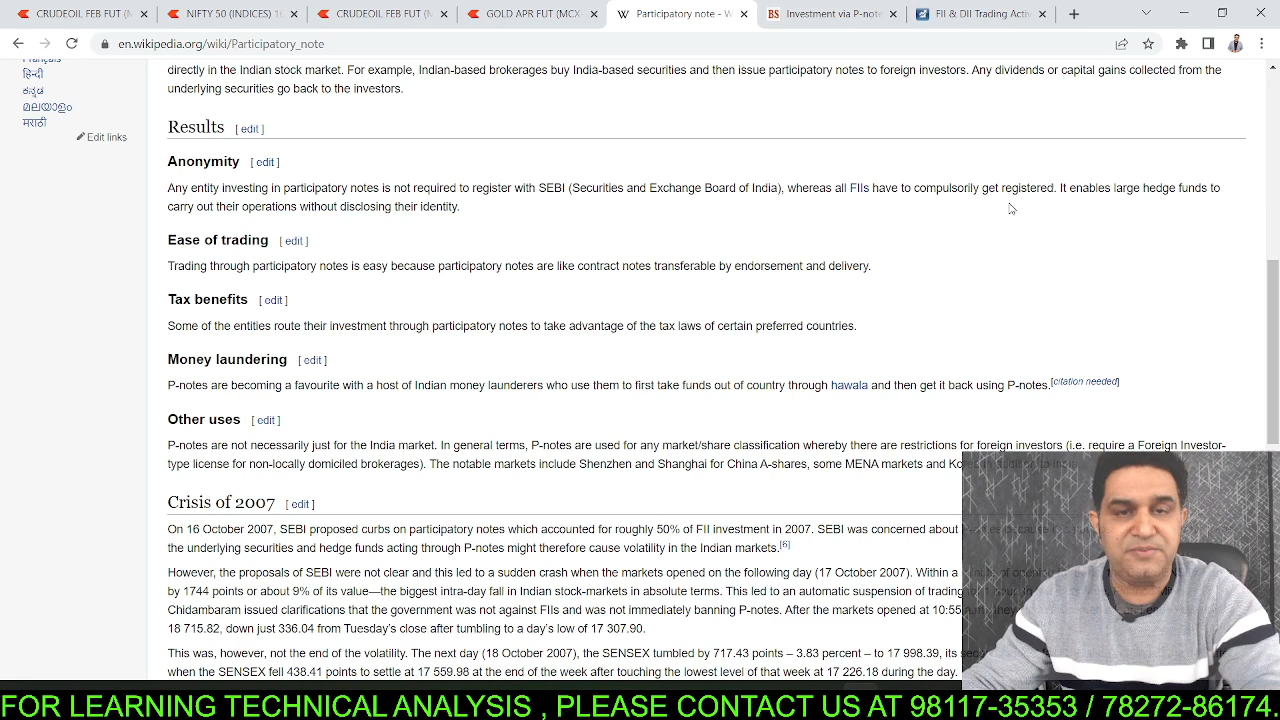 CRUDEOIL FEB FUT (M
NIFTY 50 (INDICES) 1
CRUDEOIL FEB FUT (M
GOLD APR FUT (MCX-
Participatory note - W
Investment via P-note
FII & DII Trading Activ
en.wikipedia.org/wiki/Participatory_note
Français
हिन्दी
ಕನ್ನಡ
മലയാളം
मराठी
Edit links
directly in the Indian stock market. For example, Indian-based brokerages buy India-based securities and then issue participatory notes to foreign investors. Any dividends or capital gains collected from the
underlying securities go back to the investors.
Results [ edit ]
Anonymity [ edit ]
Any entity investing in participatory notes is not required to register with SEBI (Securities and Exchange Board of India), whereas all FIIs have to compulsorily get registered. It enables large hedge funds to
carry out their operations without disclosing their identity.
Ease of trading [ edit ]
Trading through participatory notes is easy because participatory notes are like contract notes transferable by endorsement and delivery.
Tax benefits [ edit ]
Some of the entities route their investment through participatory notes to take advantage of the tax laws of certain preferred countries.
Money laundering [ edit ]
P-notes are becoming a favourite with a host of Indian money launderers who use them to first take funds out of country through hawala and then get it back using P-notes.[citation needed]
Other uses [ edit ]
P-notes are not necessarily just for the India market. In general terms, P-notes are used for any market/share classification whereby there are restrictions for foreign investors (i.e. require a Foreign Investor-
type license for non-locally domiciled brokerages). The notable markets include Shenzhen and Shanghai for China A-shares, some MENA markets and Korea in addition to India.
Crisis of 2007 [ edit ]
On 16 October 2007, SEBI proposed curbs on participatory notes which accounted for roughly 50% of FII investment in 2007. SEBI was concerned about
the underlying securities and hedge funds acting through P-notes might therefore cause volatility in the Indian markets.[6]
However, the proposals of SEBI were not clear and this led to a sudden crash when the markets opened on the following day (17 October 2007). Within a
by 1744 points or about 9% of its value—the biggest intra-day fall in Indian stock-markets in absolute terms. This led to an automatic suspension of trading
Chidambaram issued clarifications that the government was not against FIIs and was not immediately banning P-notes. After the markets opened at 10:55
18 715.82, down just 336.04 from Tuesday's close after tumbling to a day's low of 17 307.90.
This was, however, not the end of the volatility. The next day (18 October 2007), the SENSEX tumbled by 717.43 points – 3.83 percent – to 17 998.39, its
when the SENSEX fell 438.41 points to settle at 17 559.98 at the end of the week after touching the lowest level of that week at 17 226.18 during the day.
FOR LEARNING TECHNICAL ANALYSIS , PLEASE CONTACT US AT 98117-35353 / 78272-86174.